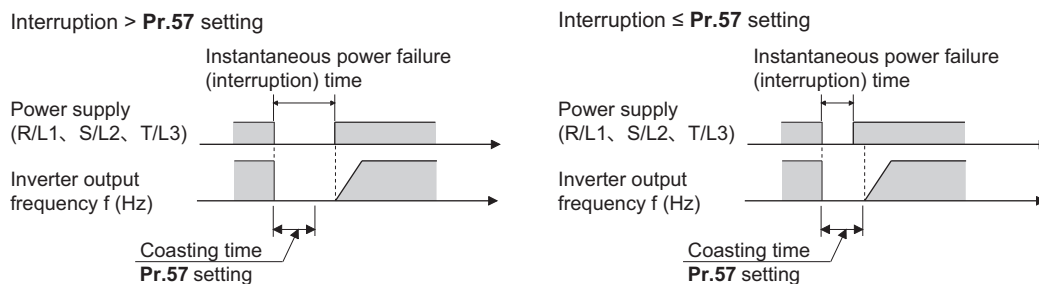 Interruption > Pr.57 setting
Instantaneous power failure
(interruption) time
Power supply
(R/L1、S/L2、T/L3)
Inverter output
frequency f (Hz)
Coasting time
Pr.57 setting
Interruption ≤ Pr.57 setting
Instantaneous power failure
(interruption) time
Power supply
(R/L1、S/L2、T/L3)
Inverter output
frequency f (Hz)
Coasting time
Pr.57 setting